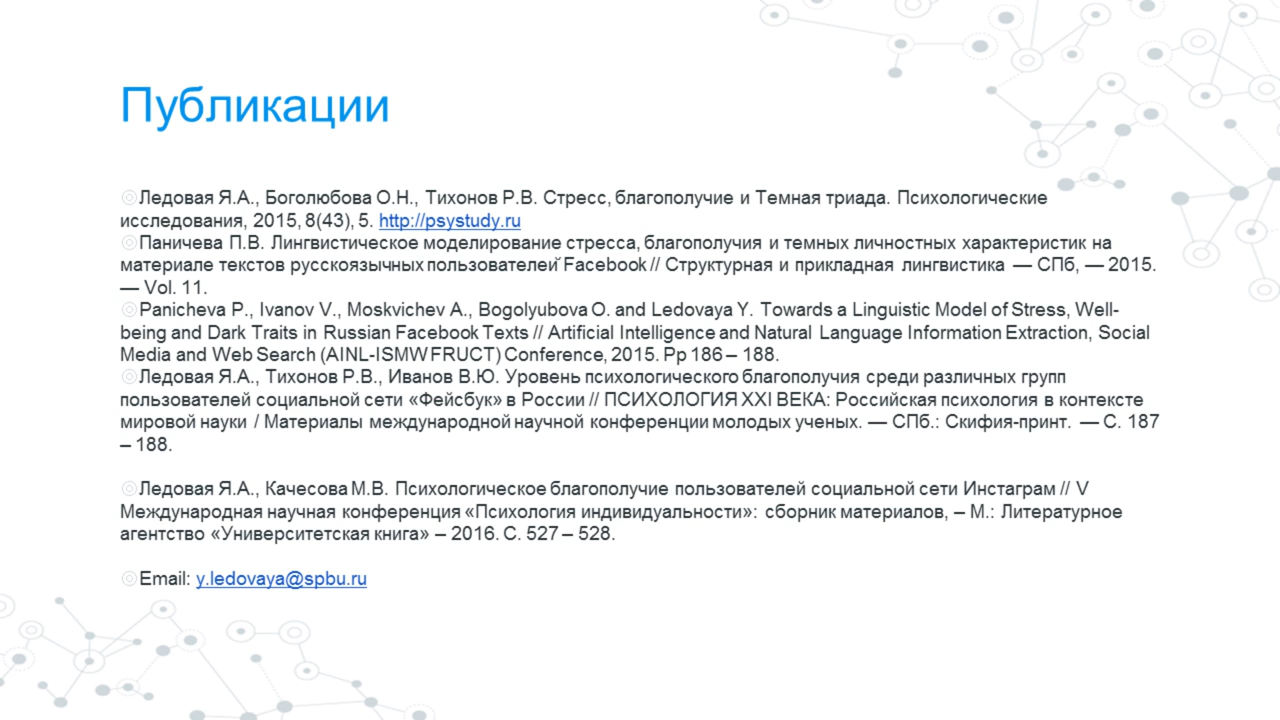 Публикации
Ледовая Я.А., Боголюбова О.Н., Тихонов Р.В. Стресс, благополучие и Темная триада. Психологические
исследования, 2015, 8(43), 5. http://psystudy.ru
Паничева П.В. Лингвистическое моделирование стресса, благополучия и темных личностных характеристик на
материале текстов русскоязычных пользователей Facebook // Структурная и прикладная лингвистика — СПб, — 2015.
— Vol. 11.
Panicheva P., Ivanov V., Moskvichev A., Bogolyubova O. and Ledovaya Y. Towards a Linguistic Model of Stress, Well-
being and Dark Traits in Russian Facebook Texts // Artificial Intelligence and Natural Language Information Extraction, Social
Media and Web Search (AINL-ISMW FRUCT) Conference, 2015. Pp 186 – 188.
Ледовая Я.А., Тихонов Р.В., Иванов В.Ю. Уровень психологического благополучия среди различных групп
пользователей социальной сети «Фейсбук» в России // ПСИХОЛОГИЯ XXI ВЕКА: Российская психология в контексте
мировой науки / Материалы международной научной конференции молодых ученых. — СПб.: Скифия-принт. — С. 187
– 188.
Ледовая Я.А., Качесова М.В. Психологическое благополучие пользователей социальной сети Инстаграм // V
Международная научная конференция «Психология индивидуальности»: сборник материалов, – М.: Литературное
агентство «Университетская книга» – 2016. С. 527 – 528.
Email: y.ledovaya@spbu.ru